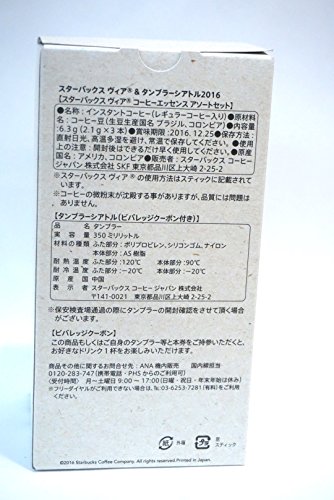 スターバックス ヴィア® & タンブラーシアトル2016
【スターバックス ヴィア® コーヒーエッセンス アソートセット】
●名称：インスタントコーヒー（レギュラーコーヒー入り）●原材料
名：コーヒー豆（生豆生産国名 ブラジル、コロンビア）●内容量：
6.3g（2.1g×3本）●賞味期限：2016.12.25●保存方法：
直射日光、高温多湿を避け、常温で保存してください。●使用上の
ご注意：開封後はできるだけ早く使用してください。●原産
国名：アメリカ、コロンビア●販売者：スターバックス コーヒー
ジャパン株式会社 SKF 東京都品川区上大崎 2-25-2
※スターバックス ヴィア® の使用方法はスティックに記載されて
います。
※コーヒーの微粉末が沈殿する事がありますが、品質には問題あ
りません。
【タンブラーシアトル（ビバレッジクーポン付き）】
品名 タンブラー
実容量 350ミリリットル
材料の種類 ふた部分：ポリプロピレン、シリコンゴム、ナイロン
本体部分：AS樹脂
耐熱温度 ふた部分：120℃ 本体部分：90℃
耐冷温度 ふた部分：−20℃ 本体部分：−20℃
原産国 中国
販売者 スターバックス コーヒー ジャパン 株式会社
〒141-0021 東京都品川区上大崎 2-25-2
※保安検査場通過の際にタンブラーの開封確認をさせて頂く場合
がございます。
【ビバレッジクーポン】
この商品もしくはご自身のタンブラー等と本券をご持参いただくと、
お好きなドリンク1杯をお楽しみいただけます。
商品その他に関するお問合せ先：ANA機内販売 国内線担当
0120-283-747（携帯電話・PHSからのご利用も可）
（受付時間） 月〜土曜日 9:00 〜 17:00（日曜・祝日・年末年始は休み）
※フリーダイヤルがご利用になれない場合：03-6253-7281（有料）をご利用
ください。
紙 外箱
プラ 蓋 スティック
©2016 Starbucks Coffee Company. All rights reserved. Printed in Japan.